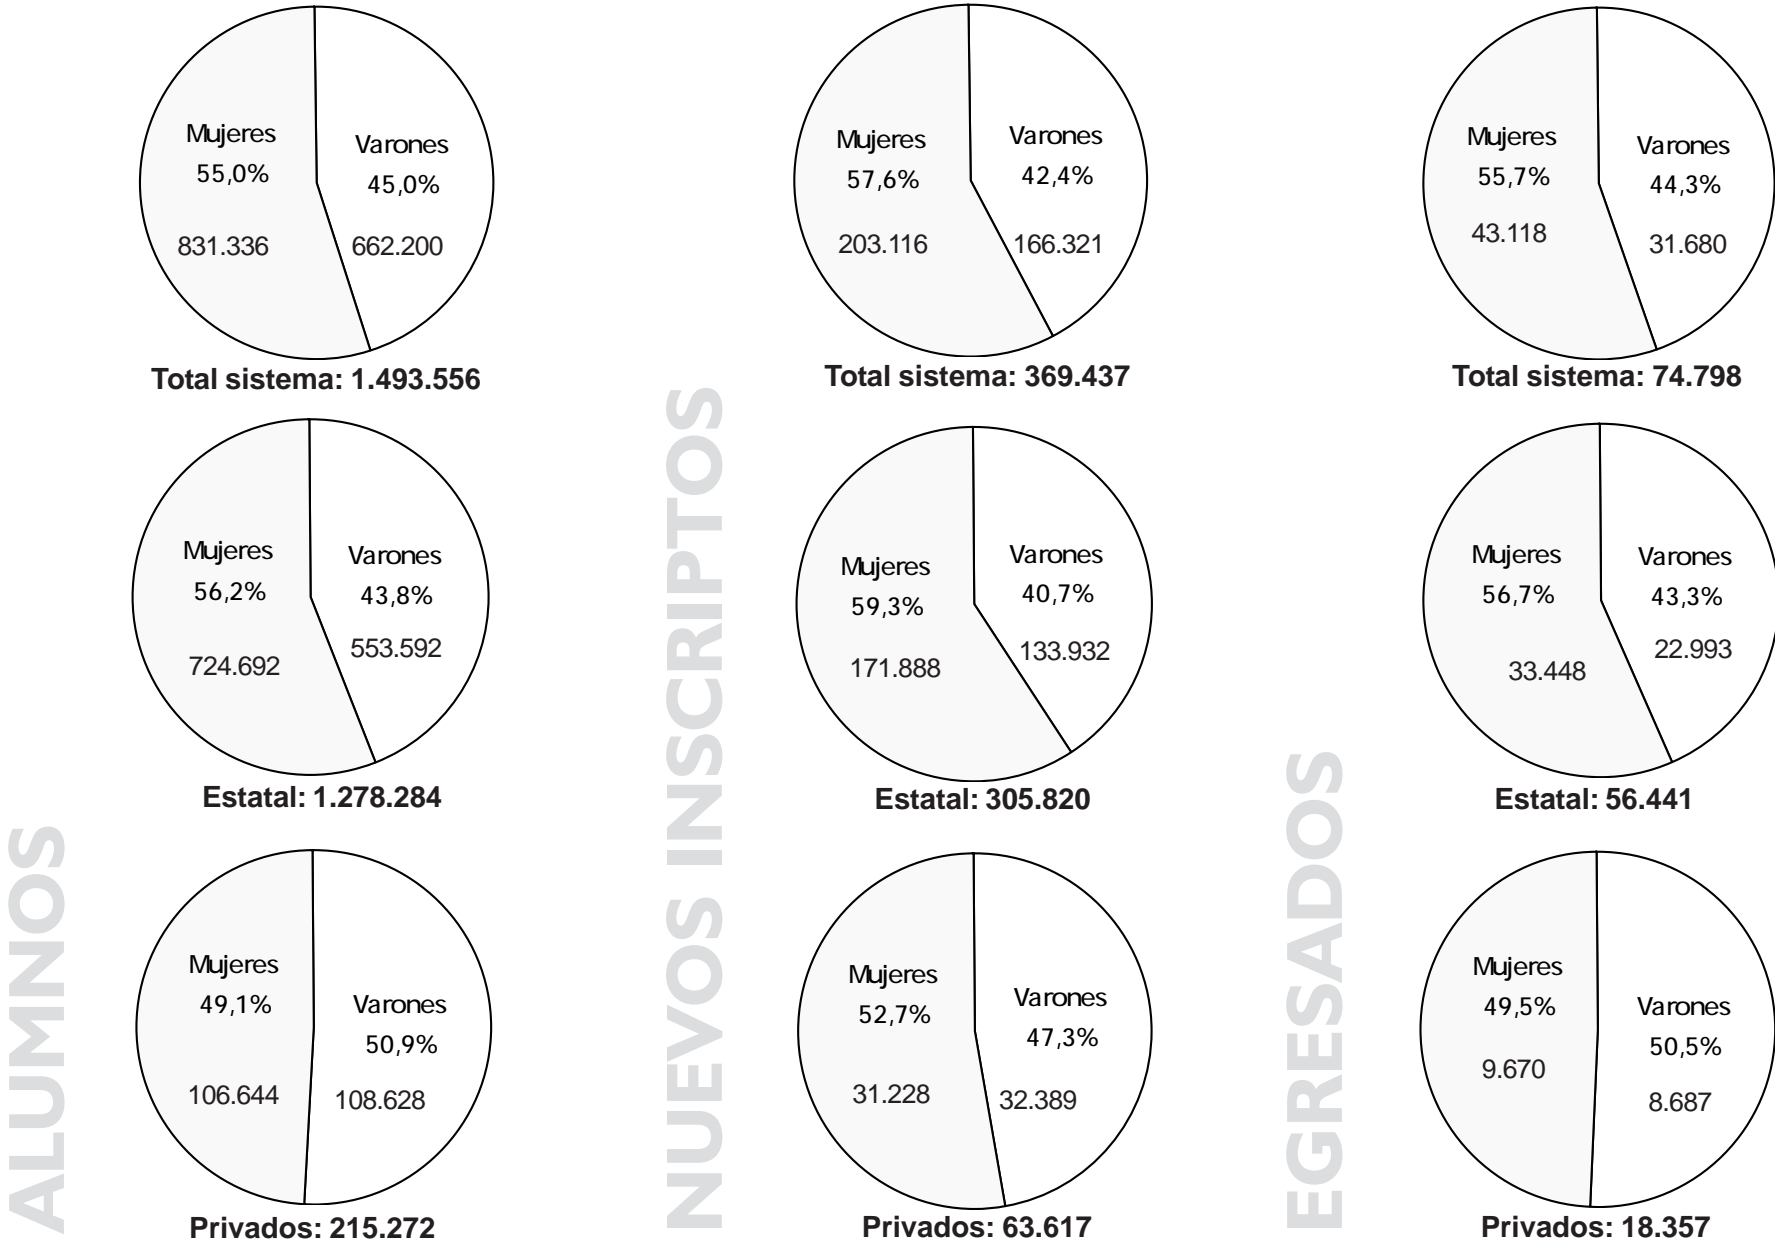 ALUMNOS
Mujeres
55,0%
831.336
Varones
45,0%
662.200
Total sistema: 1.493.556
Mujeres
56,2%
724.692
Varones
43,8%
553.592
Estatal: 1.278.284
Mujeres
49,1%
106.644
Varones
50,9%
108.628
Privados: 215.272
NUEVOS INSCRIPTOS
Mujeres
57,6%
203.116
Varones
42,4%
166.321
Total sistema: 369.437
Mujeres
59,3%
171.888
Varones
40,7%
133.932
Estatal: 305.820
Mujeres
52,7%
31.228
Varones
47,3%
32.389
Privados: 63.617
EGRESADOS
Mujeres
55,7%
43.118
Varones
44,3%
31.680
Total sistema: 74.798
Mujeres
56,7%
33.448
Varones
43,3%
22.993
Estatal: 56.441
Mujeres
49,5%
9.670
Varones
50,5%
8.687
Privados: 18.357